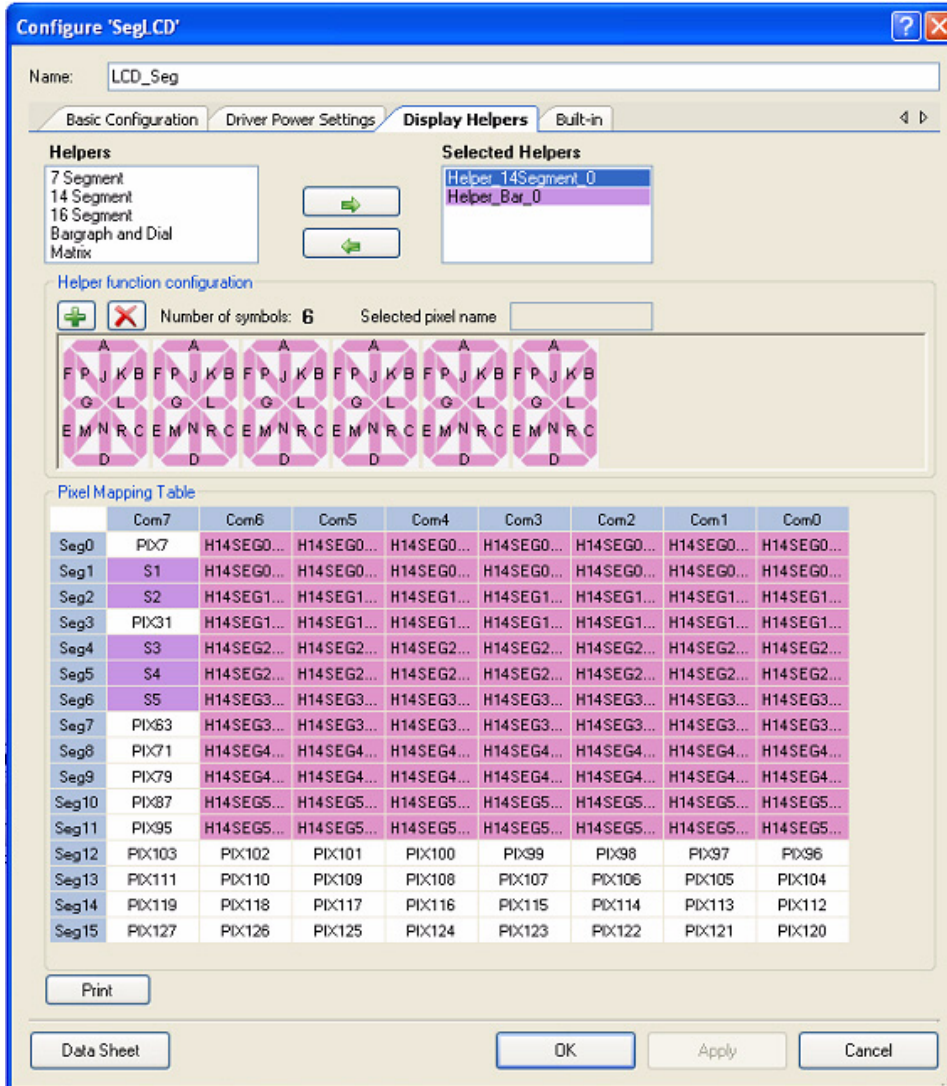 Configure 'SegLCD'
Name: LCD_Seg
Basic Configuration Driver Power Settings Display Helpers Built-in
Helpers Selected Helpers
7 Segment Helper_14Segment_0
14 Segment Helper_Bar_0
16 Segment
Bargraph and Dial
Matrix
Helper function configuration
Number of symbols: 6 Selected pixel name
A A A A A A
F P J K B F P J K B F P J K B F P J K B F P J K B F P J K B
G L G L G L G L G L G L
E M N R C E M N R C E M N R C E M N R C E M N R C E M N R C
D D D D D D
Pixel Mapping Table
Com7 Com6 Com5 Com4 Com3 Com2 Com1 Com0
Seg0 PIX7 H14SEG0... H14SEG0... H14SEG0... H14SEG0... H14SEG0... H14SEG0... H14SEG0...
Seg1 S1 H14SEG0... H14SEG0... H14SEG0... H14SEG0... H14SEG0... H14SEG0... H14SEG0...
Seg2 S2 H14SEG1... H14SEG1... H14SEG1... H14SEG1... H14SEG1... H14SEG1... H14SEG1...
Seg3 PIX31 H14SEG1... H14SEG1... H14SEG1... H14SEG1... H14SEG1... H14SEG1... H14SEG1...
Seg4 S3 H14SEG2... H14SEG2... H14SEG2... H14SEG2... H14SEG2... H14SEG2... H14SEG2...
Seg5 S4 H14SEG2... H14SEG2... H14SEG2... H14SEG2... H14SEG2... H14SEG2... H14SEG2...
Seg6 S5 H14SEG3... H14SEG3... H14SEG3... H14SEG3... H14SEG3... H14SEG3... H14SEG3...
Seg7 PIX63 H14SEG3... H14SEG3... H14SEG3... H14SEG3... H14SEG3... H14SEG3... H14SEG3...
Seg8 PIX71 H14SEG4... H14SEG4... H14SEG4... H14SEG4... H14SEG4... H14SEG4... H14SEG4...
Seg9 PIX79 H14SEG4... H14SEG4... H14SEG4... H14SEG4... H14SEG4... H14SEG4... H14SEG4...
Seg10 PIX87 H14SEG5... H14SEG5... H14SEG5... H14SEG5... H14SEG5... H14SEG5... H14SEG5...
Seg11 PIX95 H14SEG5... H14SEG5... H14SEG5... H14SEG5... H14SEG5... H14SEG5... H14SEG5...
Seg12 PIX103 PIX102 PIX101 PIX100 PIX99 PIX98 PIX97 PIX96
Seg13 PIX111 PIX110 PIX109 PIX108 PIX107 PIX106 PIX105 PIX104
Seg14 PIX119 PIX118 PIX117 PIX116 PIX115 PIX114 PIX113 PIX112
Seg15 PIX127 PIX126 PIX125 PIX124 PIX123 PIX122 PIX121 PIX120
Print
Data Sheet OK Apply Cancel